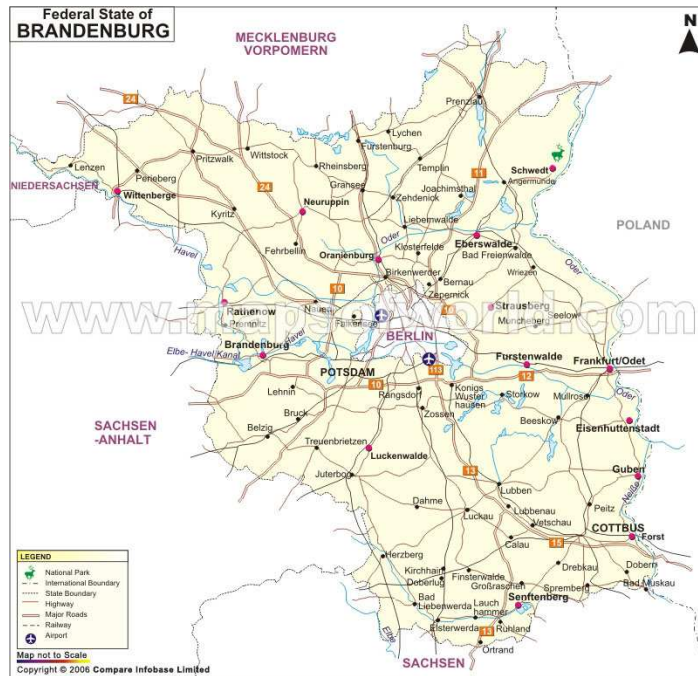 Federal State of
BRANDENBURG
MECKLENBURG
VORPOMERN
N
24
Prenzlau
Lychen
Furstenburg
Wittstock
Pritzwalk
Rheinsberg
Templin
11
Schwedt
Lenzen
Perleberg
Gransee
Joachimsthal
Angermunde
NIEDERSACHSEN
Wittenberge
24
Zehdenick
Kyritz
Neuruppin
Liebenwalde
POLAND
Oder
Eberswalde
Fehrbellin
Klosterfelde
Bad Freienwalde
Havel
Oranienburg
Wriezen
Oder
Birkenwerder
Bernau
10
Zepernick
www.mapsofworld.com
Rathenow
Nauen
Strausberg
Seelow
Premnitz
Falkensee
Muncheberg
BERLIN
Brandenburg
Havel
Elbe- Havel Kanal
113
Furstenwalde
Frankfurt/Odet
POTSDAM
10
12
Lehnin
Rangsdorf
Konigs
Wuster
hausen
Storkow
Mullrose
Oder
SACHSEN
-ANHALT
Bruck
Zossen
Beeskow
Eisenhuttenstadt
Belzig
Treuenbrietzen
Luckenwalde
Juterbog
13
Guben
Lubben
Neiße
Dahme
Luckau
Lubbenau
Peitz
Vetschau
COTTBUS
Calau
15
Forst
Herzberg
Kirchhain
Doberlug
Finsterwalde
Drebkau
Dobern
Großraschen
Spremberg
Bad Muskau
Bad
Liebenwerda
Lauch
hammer
Senftenberg
Elbe
Elsterwerda
Ruhland
13
Ortrand
SACHSEN
LEGEND
National Park
International Boundary
State Boundary
Highway
Major Roads
Railway
Airport
Map not to Scale
Copyright © 2006 Compare Infobase Limited